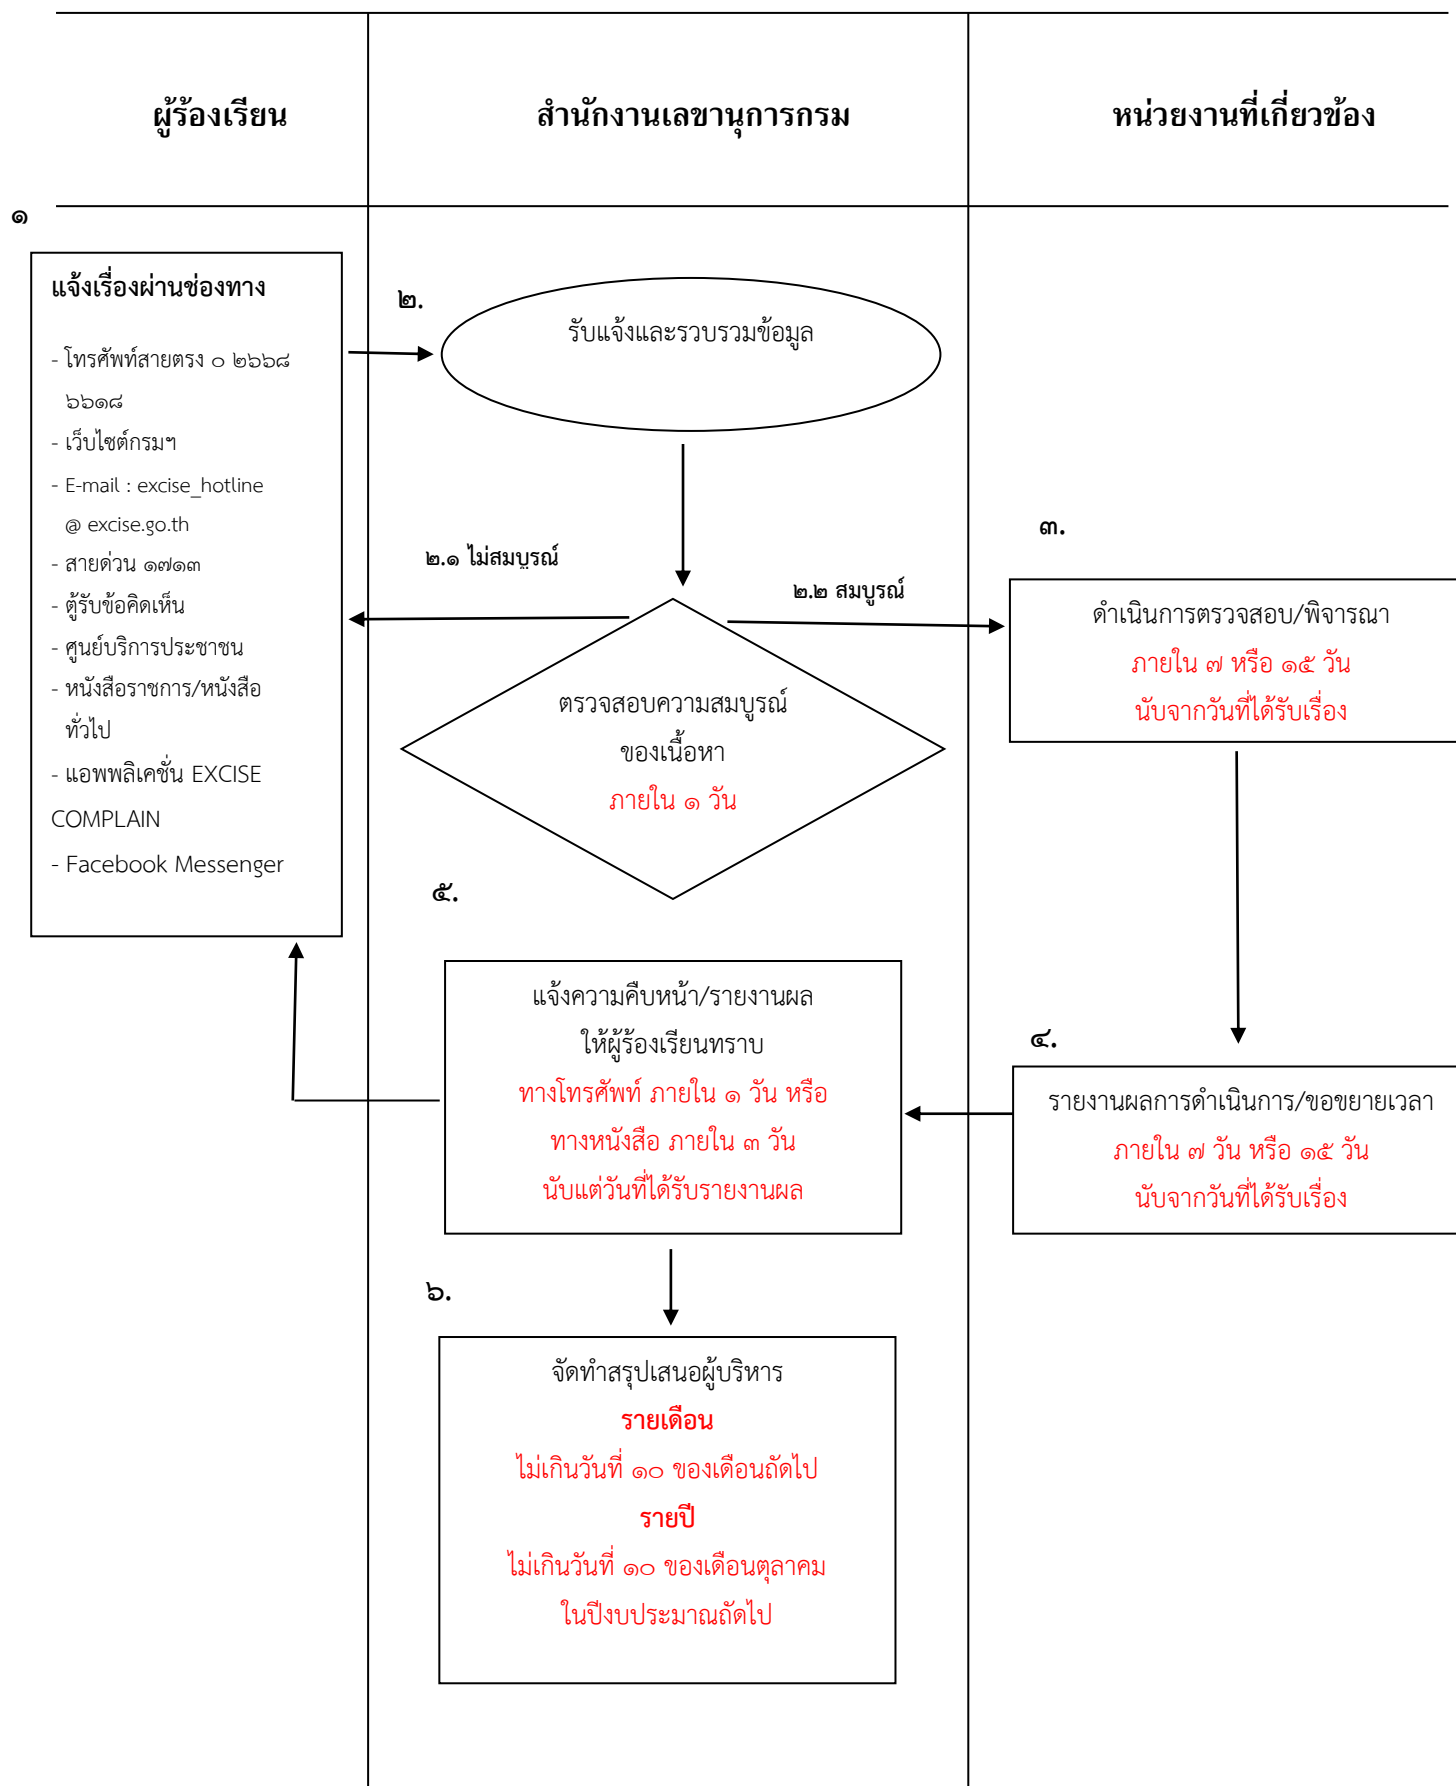 ผู้ร้องเรียน
สำนักงานเลขานุการกรม
หน่วยงานที่เกี่ยวข้อง
๑
แจ้งเรื่องผ่านช่องทาง
- โทรศัพท์สายตรง ๐ ๒๖๖๘
๖๖๑๘
- เว็บไซต์กรมฯ
- E-mail : excise_hotline
@ excise.go.th
- สายด่วน ๑๗๑๓
- ตู้รับข้อคิดเห็น
- ศูนย์บริการประชาชน
- หนังสือราชการ/หนังสือ
ทั่วไป
- แอพพลิเคชั่น EXCISE
COMPLAIN
- Facebook Messenger
๒.
รับแจ้งและรวบรวมข้อมูล
๒.๑ ไม่สมบูรณ์
๒.๒ สมบูรณ์
ตรวจสอบความสมบูรณ์
ของเนื้อหา
ภายใน ๑ วัน
๓.
ดำเนินการตรวจสอบ/พิจารณา
ภายใน ๗ หรือ ๑๕ วัน
นับจากวันที่ได้รับเรื่อง
๔.
รายงานผลการดำเนินการ/ขอขยายเวลา
ภายใน ๗ วัน หรือ ๑๕ วัน
นับจากวันที่ได้รับเรื่อง
๕.
แจ้งความคืบหน้า/รายงานผล
ให้ผู้ร้องเรียนทราบ
ทางโทรศัพท์ ภายใน ๑ วัน หรือ
ทางหนังสือ ภายใน ๓ วัน
นับแต่วันที่ได้รับรายงานผล
๖.
จัดทำสรุปเสนอผู้บริหาร
รายเดือน
ไม่เกินวันที่ ๑๐ ของเดือนถัดไป
รายปี
ไม่เกินวันที่ ๑๐ ของเดือนตุลาคม
ในปีงบประมาณถัดไป